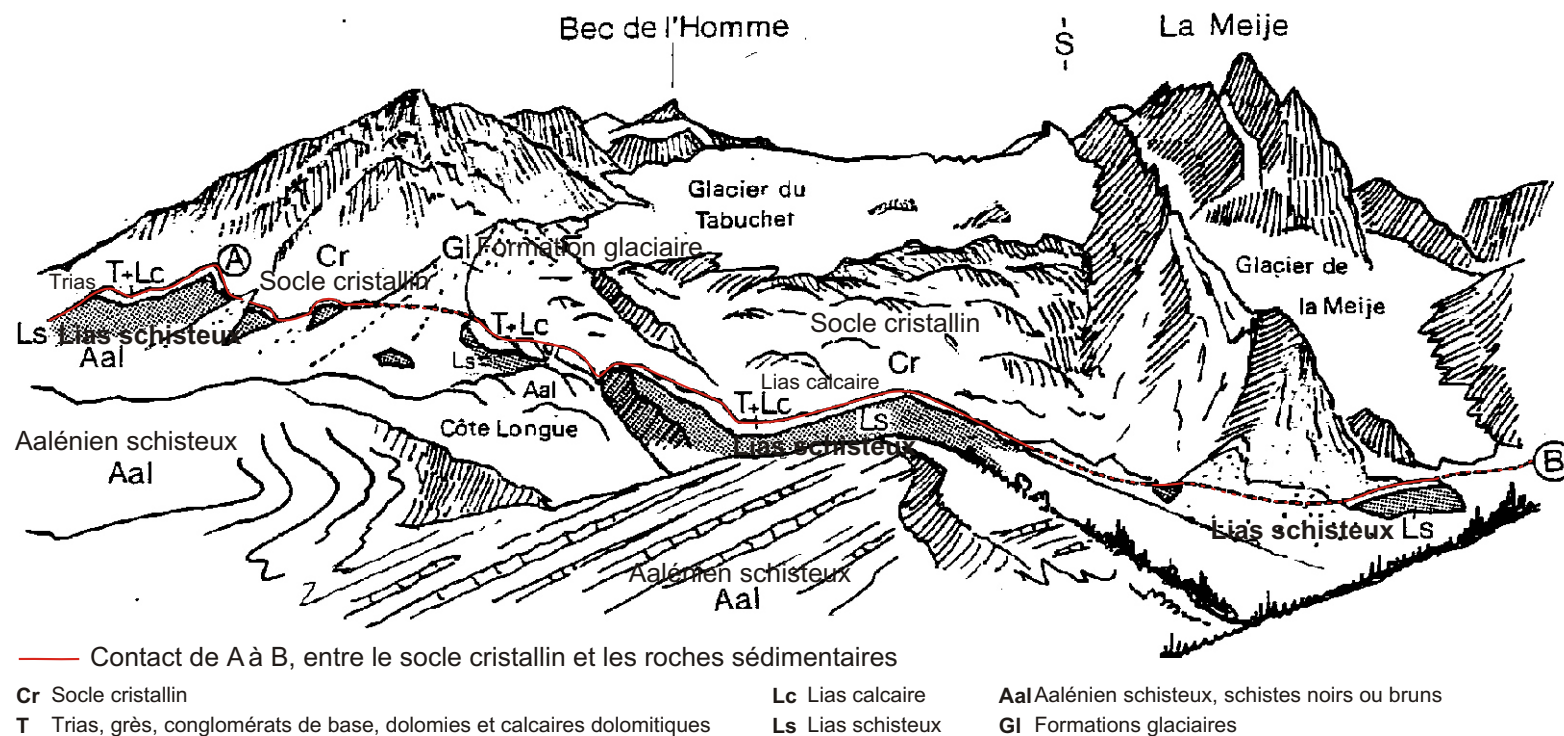 Bec de l'Homme
S
La Meije
Glacier du
Tabuchet
Cr
Gl Formation glaciaire
Trias
T+Lc
A
Socle cristallin
Glacier de
la Meije
Ls Lias schisteux
Aal
T+Lc
Ls
Aal
Socle cristallin
Cr
Lias calcaire
T+Lc
Ls
Côte Longue
Lias schisteux
Aalénien schisteux
Aal
B
Lias schisteux Ls
Aalénien schisteux
Aal
Contact de A à B, entre le socle cristallin et les roches sédimentaires
Cr Socle cristallin
Lc Lias calcaire
Aal Aalénien schisteux, schistes noirs ou bruns
T Trias, grès, conglomérats de base, dolomies et calcaires dolomitiques
Ls Lias schisteux
Gl Formations glaciaires